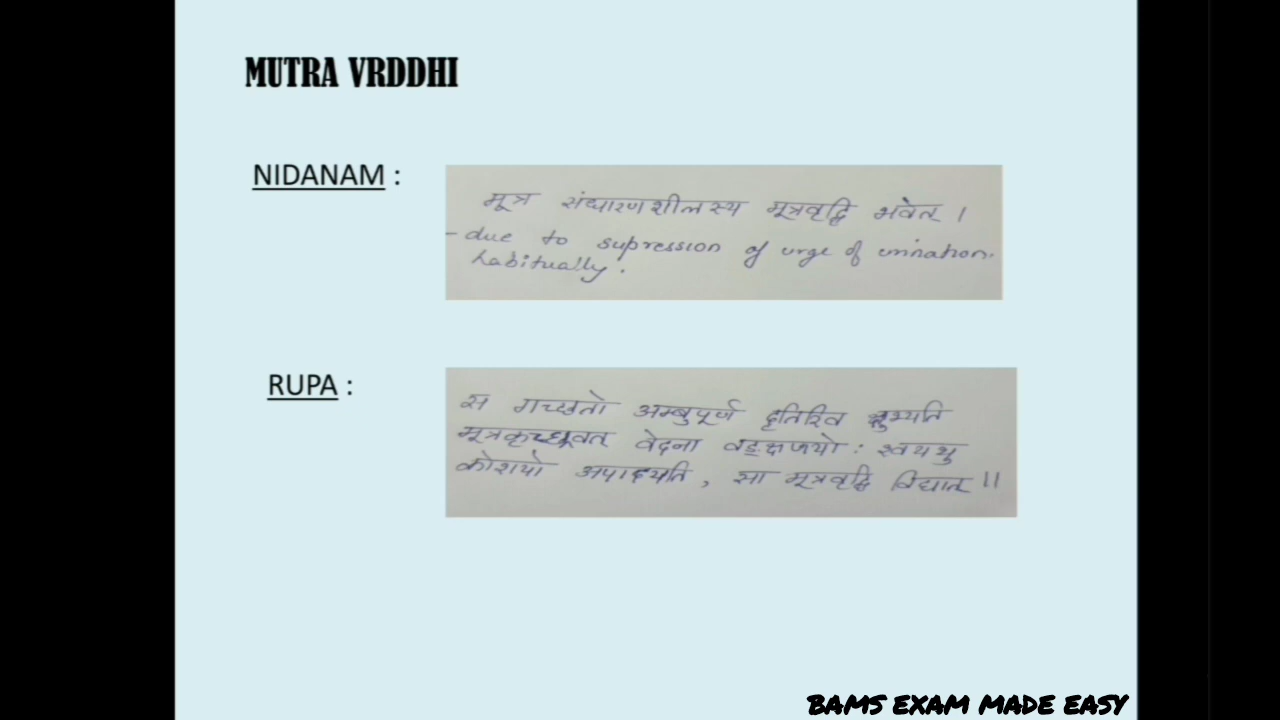 MUTRA VRDDHI
NIDANAM :
मूत्र संधारणशीलस्य मूत्रवृद्धि भवेत् ।
- due to supression of urge of urination
habitually.
RUPA :
स गच्छतो अम्बुपूर्ण दृतिरिव क्षुभ्यति
मूत्रकृच्छ्रवत् वेदना वङ्क्षणयो : स्वयथु
कोशयो अपादयति , सा मूत्रवृद्धि विद्यात् ॥
BAMS EXAM MADE EASY